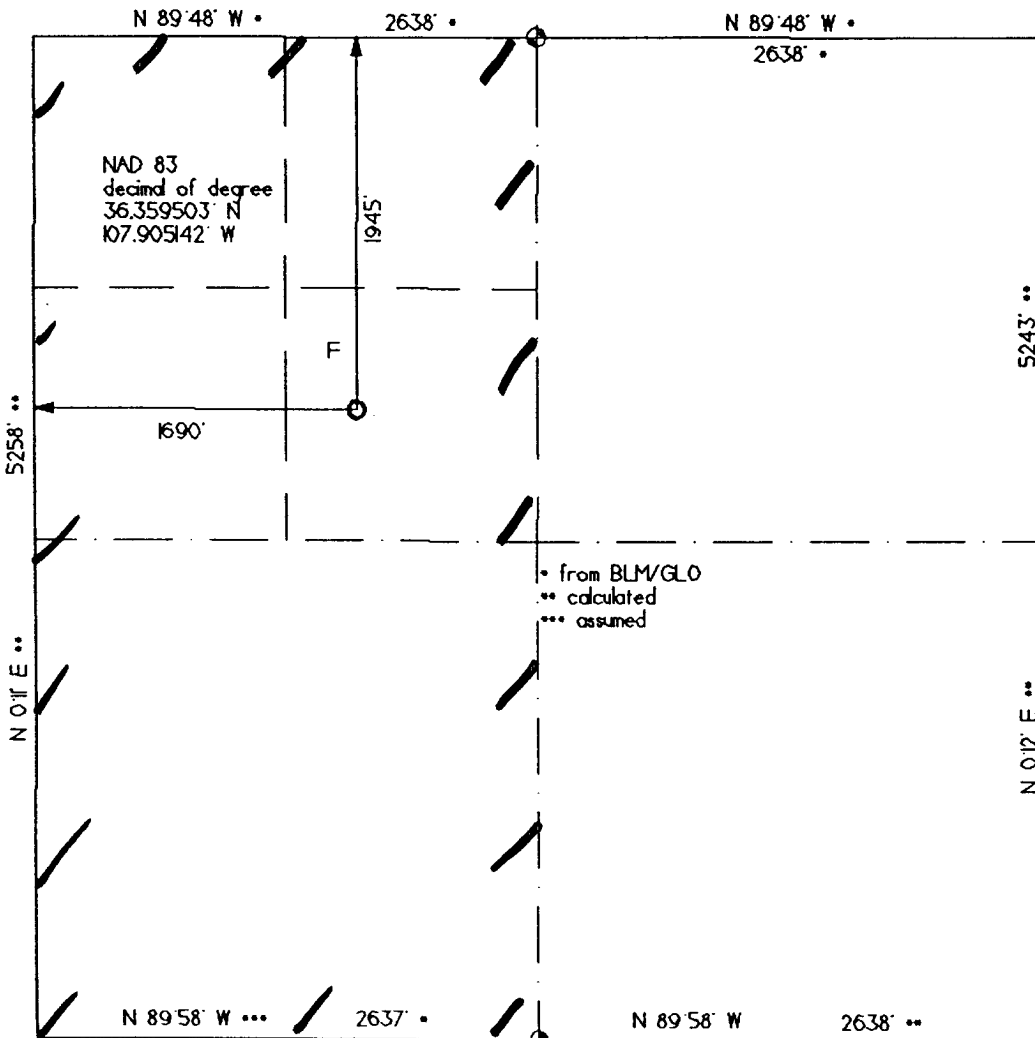 N 89°48' W *
2638' *
N 89°48' W *
2638' *
NAD 83
decimal of degree
36.359503° N
107.905142° W
1945'
F
1690'
5258' **
N 0°11' E **
5243' **
N 0°12' E **
* from BLM/GLO
** calculated
*** assumed
N 89°58' W ***
2637' *
N 89°58' W
2638' **